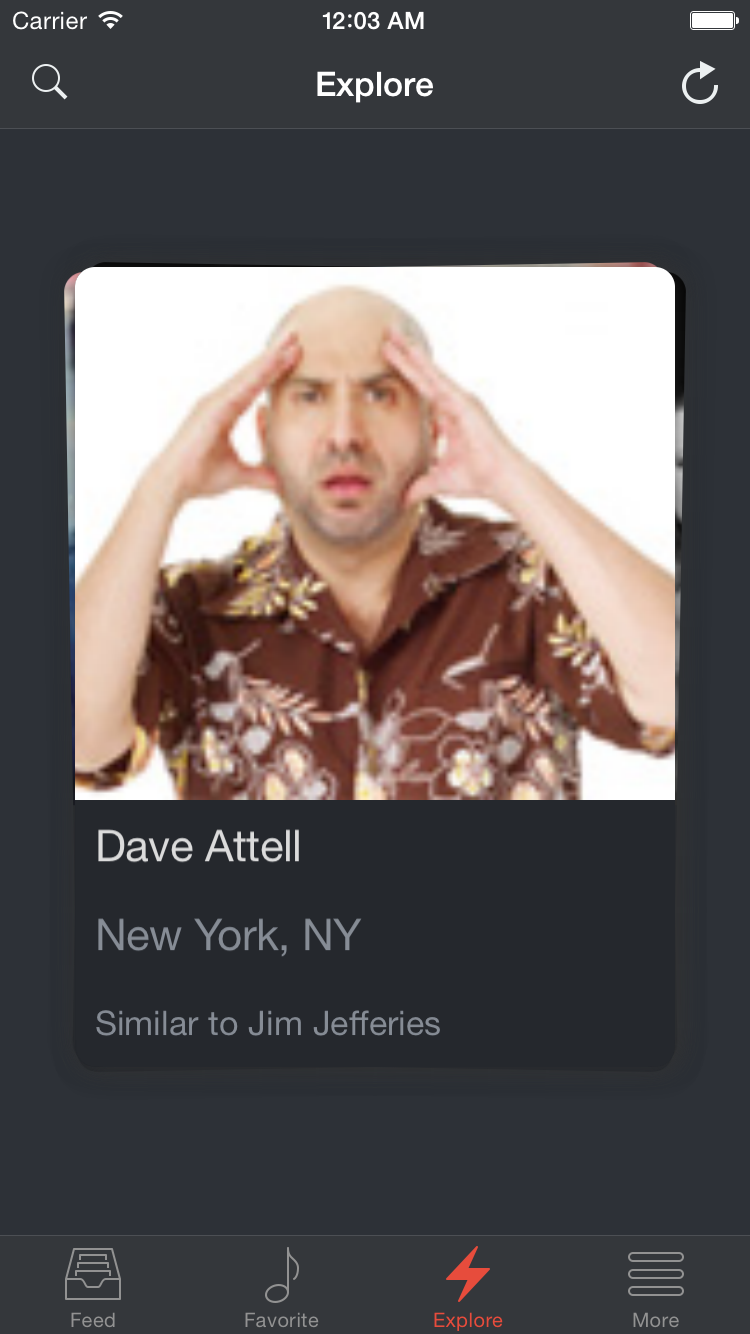 Carrier 12:03 AM
Explore
Dave Attell
New York, NY
Similar to Jim Jefferies
Feed Favorite Explore More